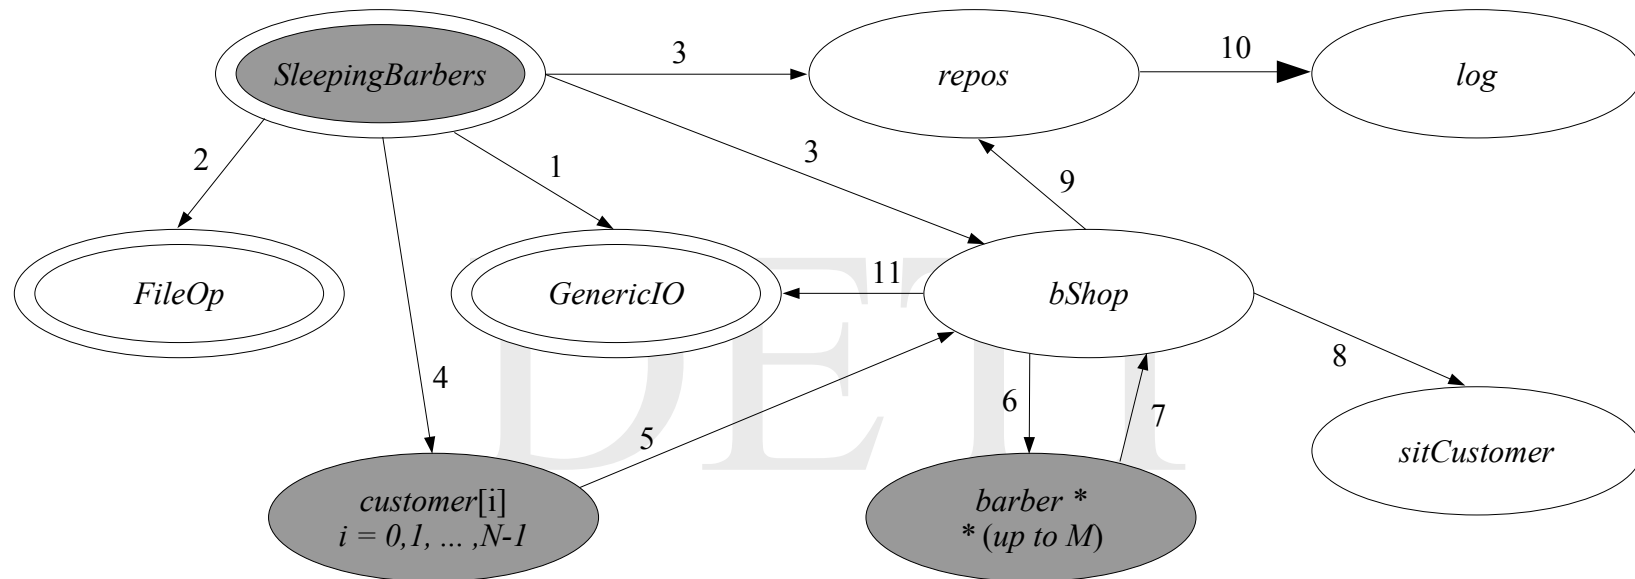 SleepingBarbers
3
repos
10
log
2
1
3
9
FileOp
GenericIO
11
bShop
4
5
6
7
8
customer[i]
i = 0,1, ... ,N-1
barber *
* (up to M)
sitCustomer
DETI